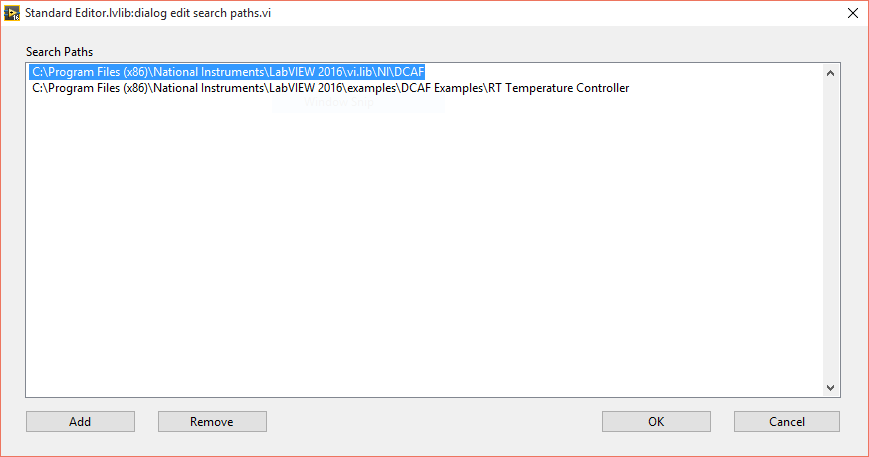 Standard Editor.lvlib:dialog edit search paths.vi
Search Paths
C:\Program Files (x86)\National Instruments\LabVIEW 2016\vi.lib\NI\DCAF
C:\Program Files (x86)\National Instruments\LabVIEW 2016\examples\DCAF Examples\RT Temperature Controller
Add
Remove
OK
Cancel